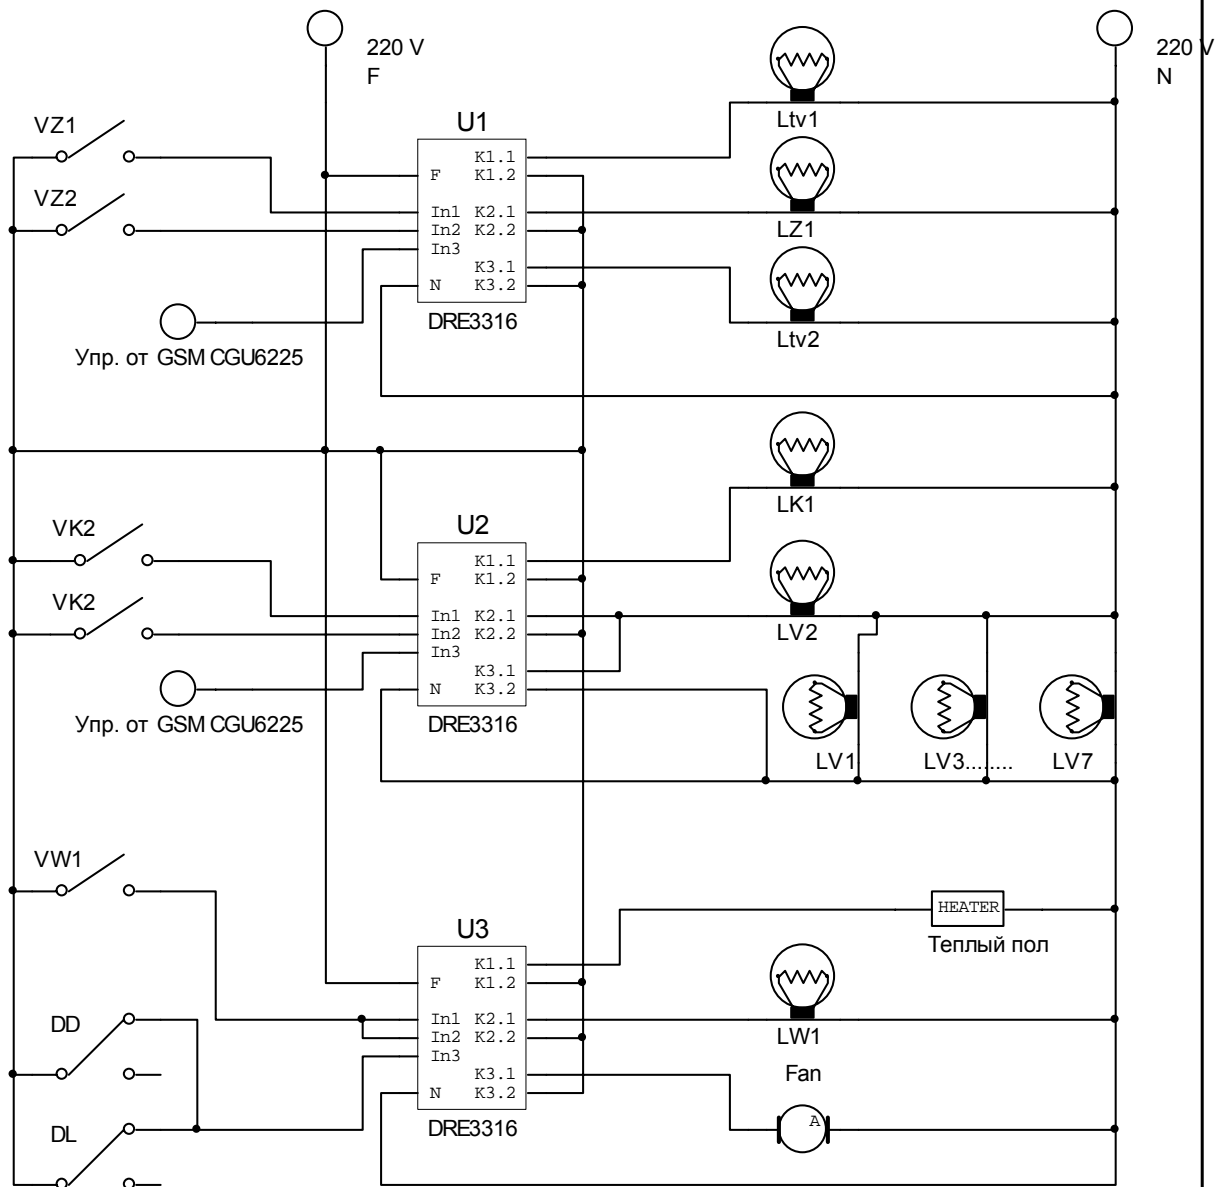 220 V
F
220 V
N
VZ1
VZ2
U1
F
In1
In2
In3
N
K1.1
K1.2
K2.1
K2.2
K3.1
K3.2
DRE3316
Упр. от GSM CGU6225
Ltv1
LZ1
Ltv2
LK1
VK2
VK2
U2
F
In1
In2
In3
N
K1.1
K1.2
K2.1
K2.2
K3.1
K3.2
DRE3316
Упр. от GSM CGU6225
LV2
LV1
LV3........
LV7
VW1
U3
F
In1
In2
In3
N
K1.1
K1.2
K2.1
K2.2
K3.1
K3.2
DRE3316
HEATER
Теплый пол
LW1
Fan
A
DD
DL